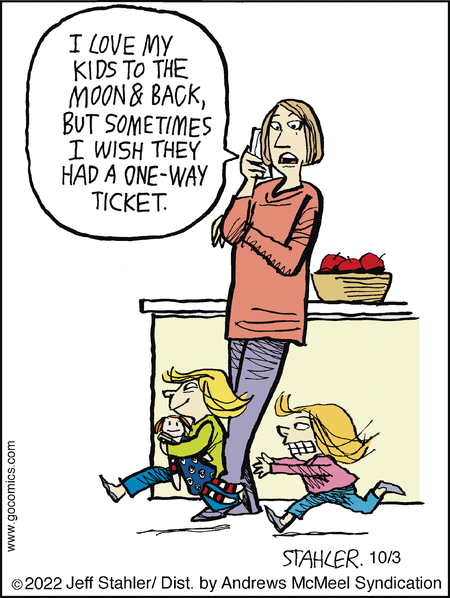 I LOVE MY
KIDS TO THE
MOON & BACK,
BUT SOMETIMES
I WISH THEY
HAD A ONE-WAY
TICKET.
www.gocomics.com
STAHLER. 10/3
©2022 Jeff Stahler/ Dist. by Andrews McMeel Syndication